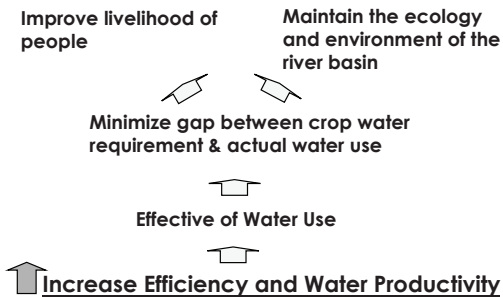 Improve livelihood of
people
Maintain the ecology
and environment of the
river basin
Minimize gap between crop water
requirement & actual water use
Effective of Water Use
Increase Efficiency and Water Productivity